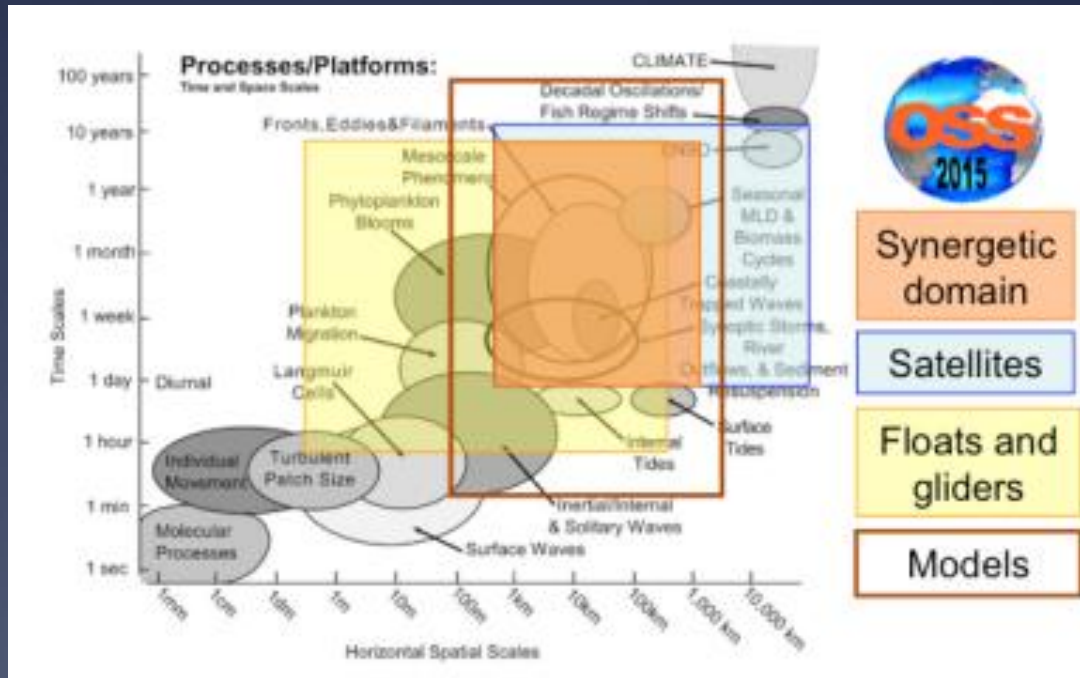 Processes/Platforms:
Time and Space Scales
CLIMATE
Decadal Oscillations/
Fish Regime Shifts
Fronts, Eddies&Filaments
ENSO
Mesoscale
Phenomena
Phytoplankton
Blooms
Seasonal
MLD &
Biomass
Cycles
Coastally
Trapped Waves
Plankton
Migration
Synoptic Storms,
River
Outflows, & Sediment
Resuspension
Langmuir
Cells
Diurnal
Internal
Tides
Surface
Tides
Individual
Movement
Turbulent
Patch Size
Inertial/Internal
& Solitary Waves
Surface Waves
Molecular
Processes
Time Scales
100 years
10 years
1 year
1 month
1 week
1 day
1 hour
1 min
1 sec
1mm
1cm
1dm
1m
10m
100m
1km
10km
100km
1,000 km
10,000 km
Horizontal Spatial Scales
OSS
2015
Synergetic
domain
Satellites
Floats and
gliders
Models